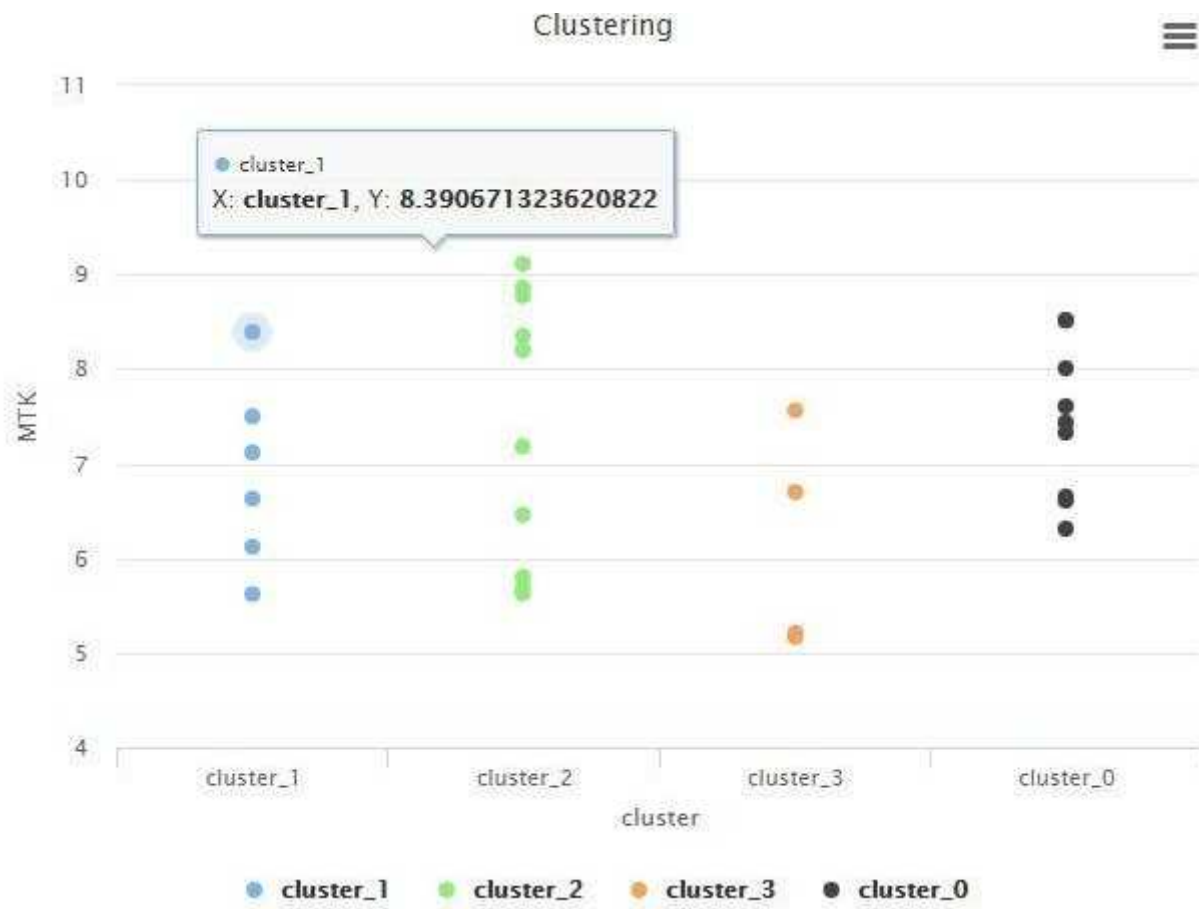 Clustering
11
10
9
8
7
6
5
4
MTK
cluster_1
X: cluster_1, Y: 8.390671323620822
cluster_1 cluster_2 cluster_3 cluster_0
cluster
cluster_1 cluster_2 cluster_3 cluster_0